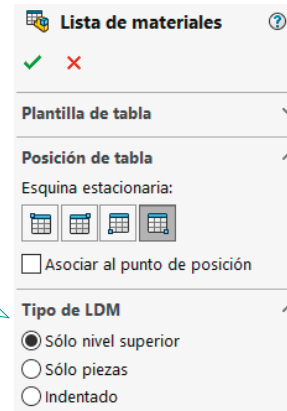 Lista de materiales
Plantilla de tabla
Posición de tabla
Esquina estacionaria:
Asociar al punto de posición
Tipo de LDM
Sólo nivel superior
Sólo piezas
Indentado